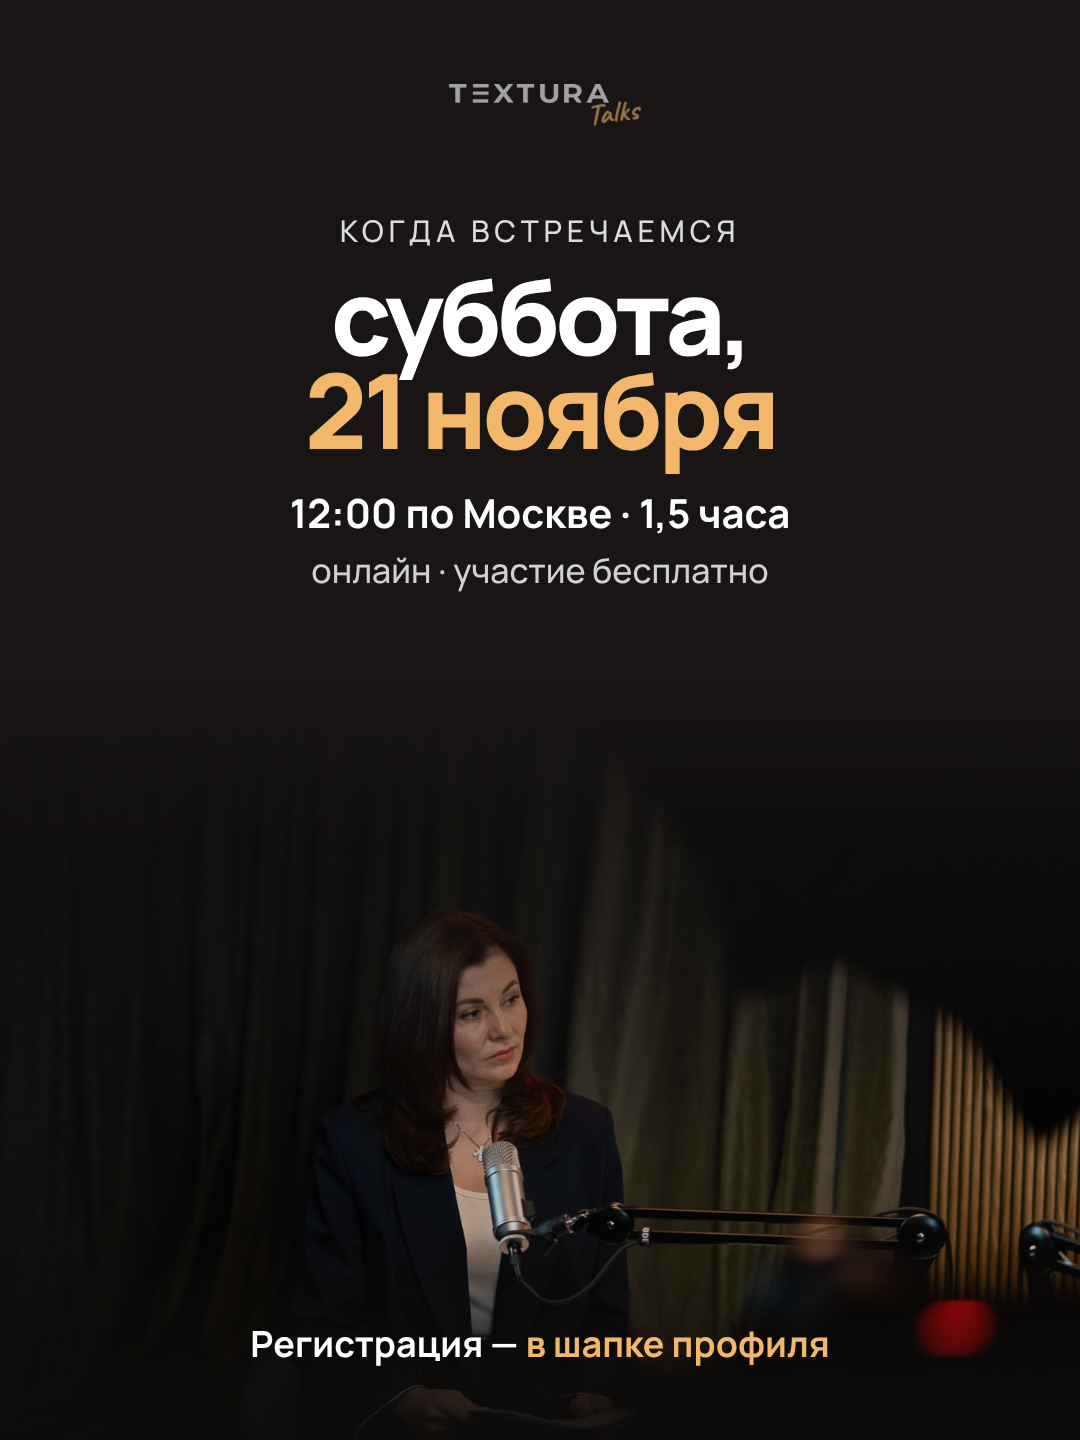 TEXTURA
Talks
КОГДА ВСТРЕЧАЕМСЯ
суббота,
21 ноября
12:00 по Москве · 1,5 часа
онлайн · участие бесплатно
Регистрация — в шапке профиля